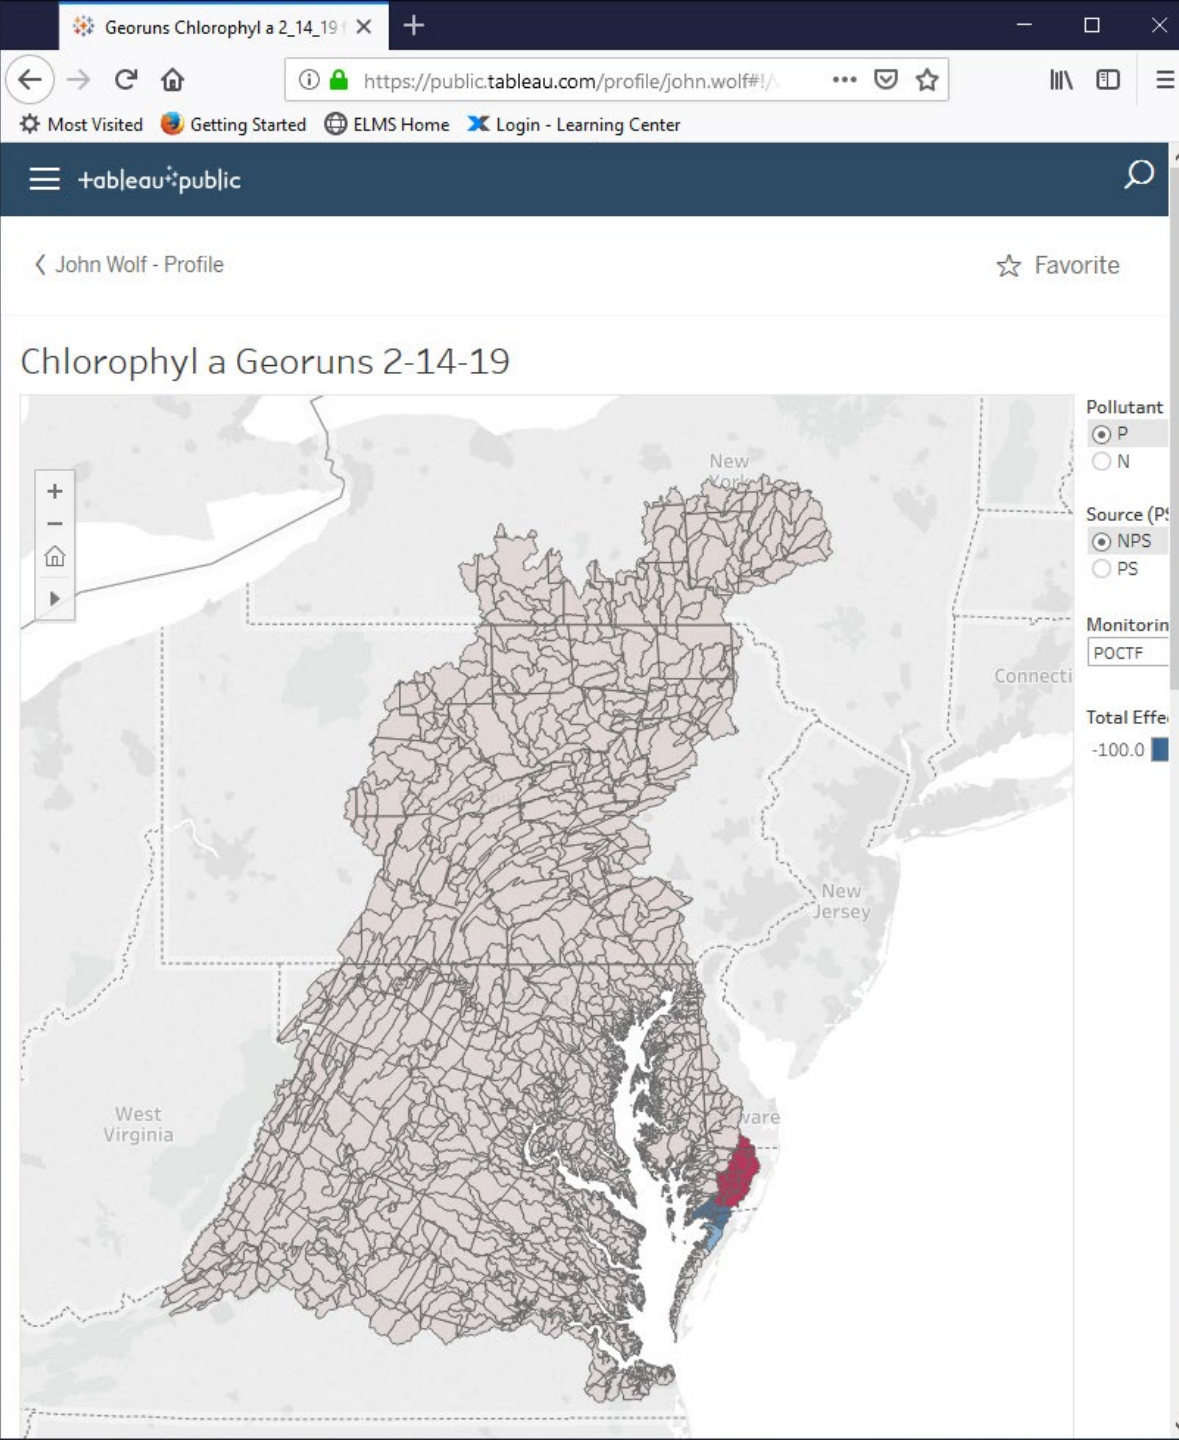 Georuns Chlorophyl a 2_14_19
https://public.tableau.com/profile/john.wolf#!/
Most Visited
Getting Started
ELMS Home
Login - Learning Center
+ableau public
John Wolf - Profile
Favorite
Chlorophyl a Georuns 2-14-19
Pollutant
P
N
Source (PS
NPS
PS
Monitorin
POCTF
Total Effe
-100.0
New
York
Connecti
New
Jersey
West
Virginia
ware